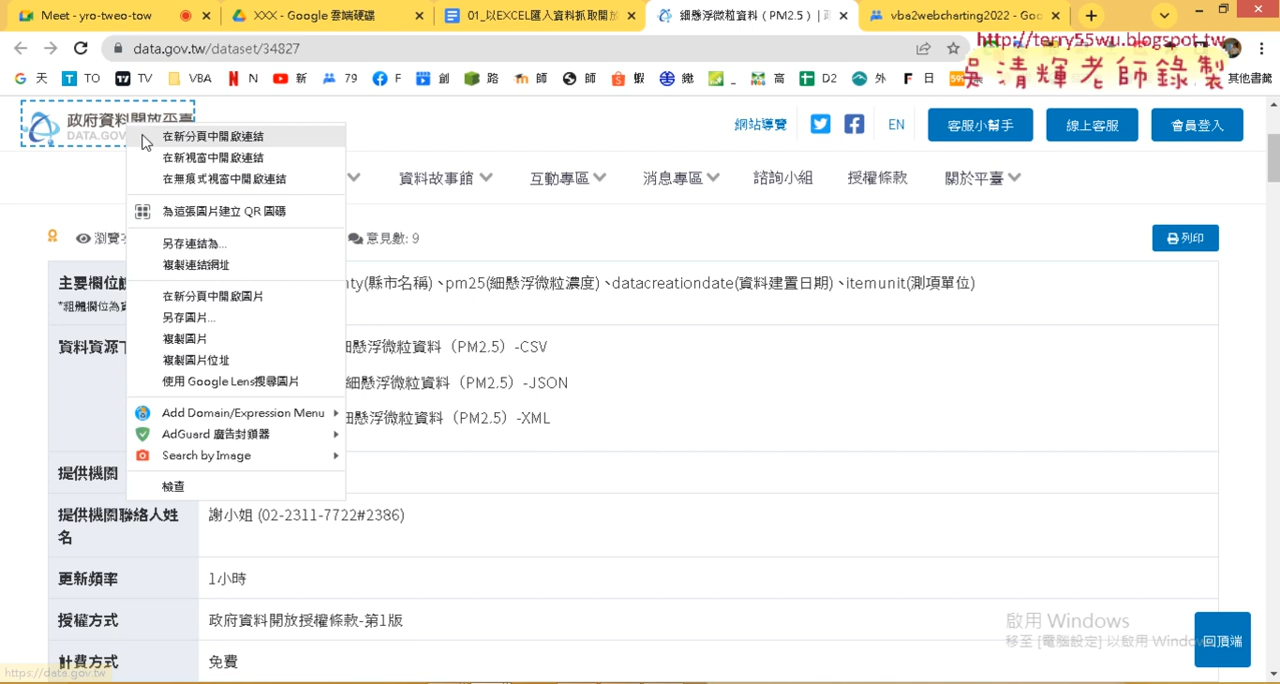 Meet - yro-tweo-tow
XXX - Google 雲端硬碟
01_以EXCEL匯入資料抓取開放
細懸浮微粒資料（PM2.5）| 政
vba2webcharting2022 - Goo
data.gov.tw/dataset/34827
http://terry55wu.blogspot.tw
吳清輝老師錄製
天 TO TV VBA N 新 79 F 創 路 師 師 蝦 高 D2 外 日 其他書籤
政府資料開放平臺
DATA.GOV
網站導覽
EN
客服小幫手
線上客服
會員登入
資料故事館
互動專區
消息專區
諮詢小組
授權條款
關於平臺
在新分頁中開啟連結
在新視窗中開啟連結
在無痕式視窗中開啟連結
為這張圖片建立 QR 圖碼
另存連結為...
複製連結網址
在新分頁中開啟圖片
另存圖片...
複製圖片
複製圖片位址
使用 Google Lens搜尋圖片
Add Domain/Expression Menu
AdGuard 廣告封鎖器
Search by Image
檢查
瀏覽
意見數: 9
列印
主要欄位
nty(縣市名稱)、pm25(細懸浮微粒濃度)、datacreationdate(資料建置日期)、itemunit(測項單位)
資料資源下
細懸浮微粒資料（PM2.5）-CSV
細懸浮微粒資料（PM2.5）-JSON
細懸浮微粒資料（PM2.5）-XML
提供機關
提供機關聯絡人姓名
謝小姐 (02-2311-7722#2386)
更新頻率
1小時
授權方式
政府資料開放授權條款-第1版
計費方式
免費
啟用 Windows
移至 [電腦設定] 以啟用 Windo
回頂端
https://data.gov.tw